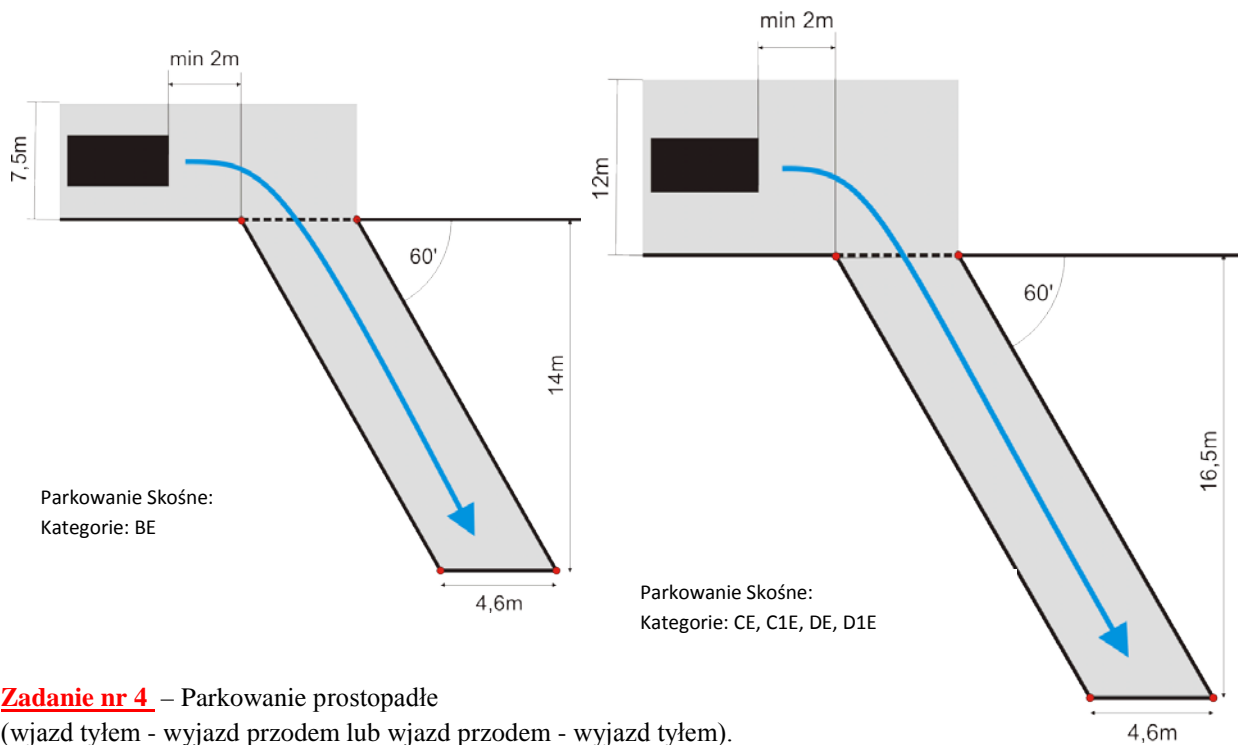 min 2m
7,5m
60'
14m
Parkowanie Skośne:
Kategorie: BE
4,6m
min 2m
12m
60'
16,5m
Parkowanie Skośne:
Kategorie: CE, C1E, DE, D1E
4,6m
Zadanie nr 4 – Parkowanie prostopadłe
(wjazd tyłem - wyjazd przodem lub wjazd przodem - wyjazd tyłem).